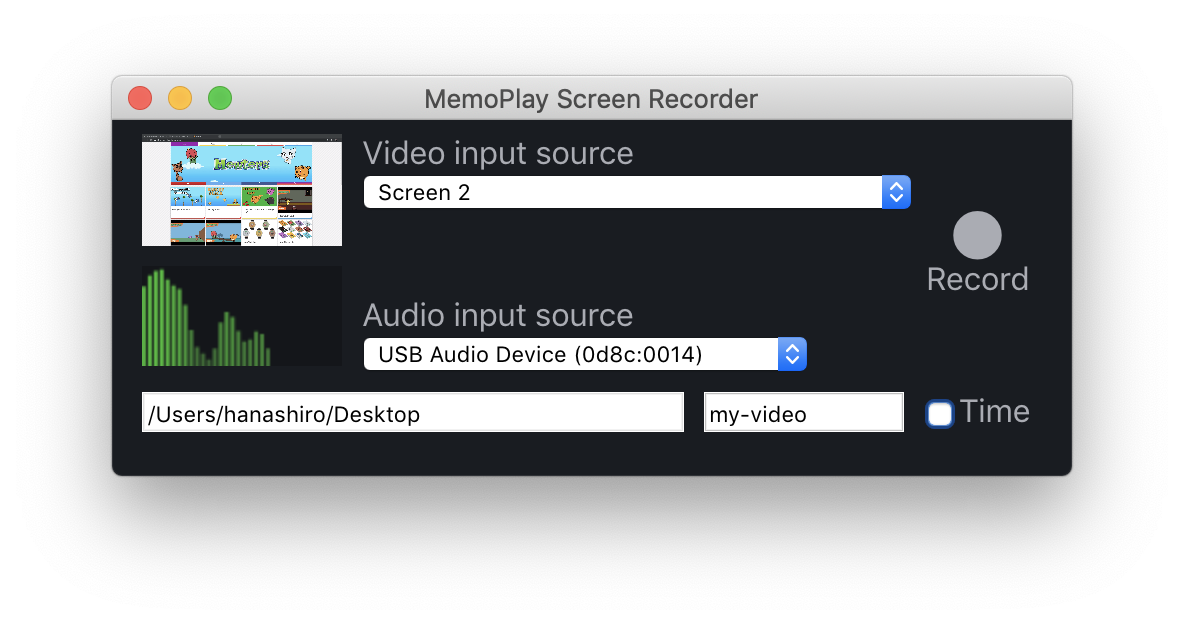 MemoPlay Screen Recorder
Video input source
Screen 2
Record
Audio input source
USB Audio Device (0d8c:0014)
/Users/hanashiro/Desktop
my-video
Time